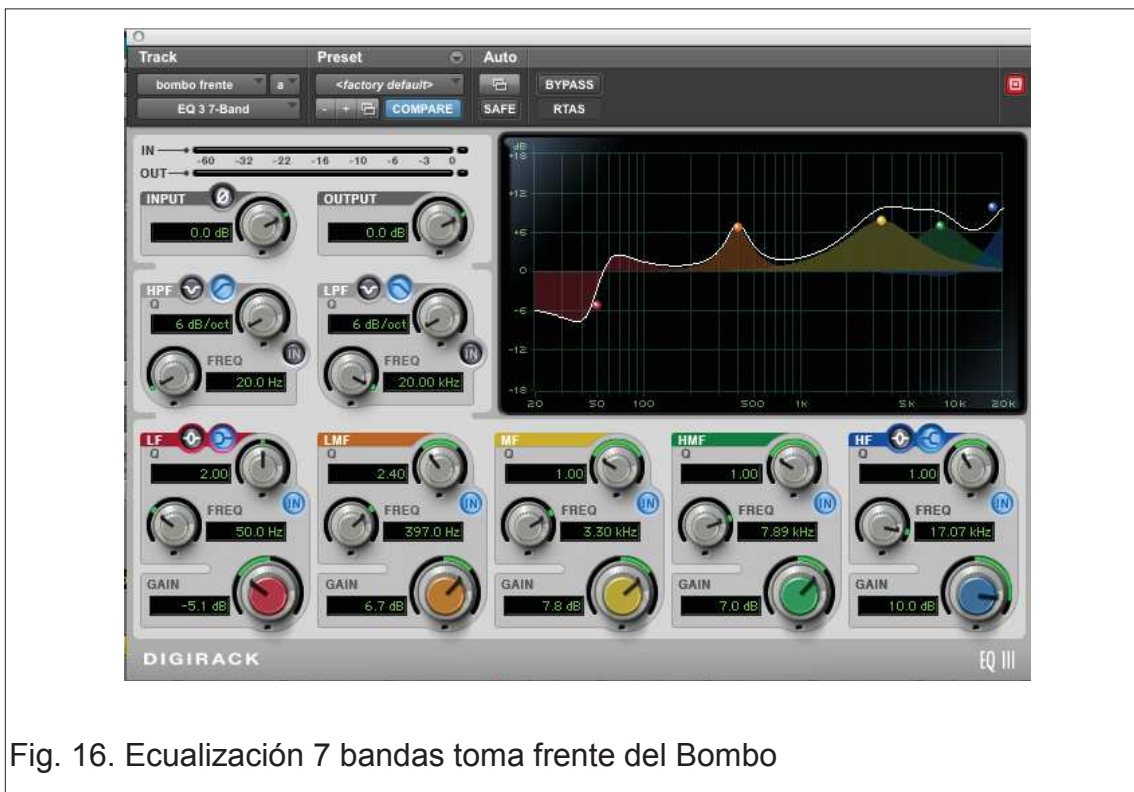 Track Preset Auto
bombo frente a <factory default> BYPASS
EQ 3 7-Band - + COMPARE SAFE RTAS
IN
-60 -32 -22 -16 -10 -6 -3 0
OUT
INPUT Ø OUTPUT
0.0 dB 0.0 dB
HPF LPF
Q Q
6 dB/oct 6 dB/oct
IN IN
FREQ FREQ
20.0 Hz 20.00 kHz
dB
+18
+12
+6
0
-6
-12
-18
20 50 100 500 1K 5K 10K 20K
LF LMF MF HMF HF
Q Q Q Q Q
2.00 2.40 1.00 1.00 1.00
IN IN IN IN IN
FREQ FREQ FREQ FREQ FREQ
50.0 Hz 397.0 Hz 3.30 kHz 7.89 kHz 17.07 kHz
GAIN GAIN GAIN GAIN GAIN
-5.1 dB 6.7 dB 7.8 dB 7.0 dB 10.0 dB
DIGIRACK EQ III
Fig. 16. Ecualización 7 bandas toma frente del Bombo